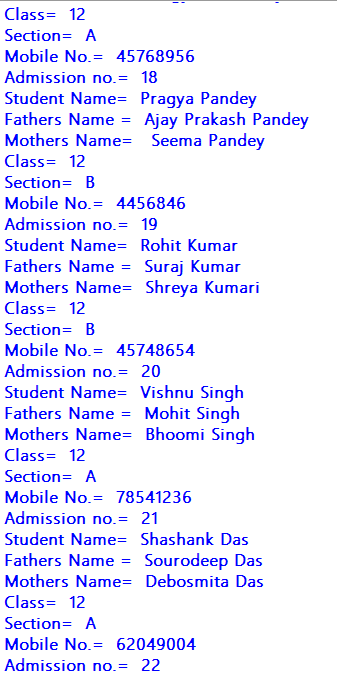 Class=  12
Section=  A
Mobile No.=  45768956
Admission no.=  18
Student Name=  Pragya Pandey
Fathers Name =  Ajay Prakash Pandey
Mothers Name=   Seema Pandey
Class=  12
Section=  B
Mobile No.=  4456846
Admission no.=  19
Student Name=  Rohit Kumar
Fathers Name =  Suraj Kumar
Mothers Name=  Shreya Kumari
Class=  12
Section=  B
Mobile No.=  45748654
Admission no.=  20
Student Name=  Vishnu Singh
Fathers Name =  Mohit Singh
Mothers Name=  Bhoomi Singh
Class=  12
Section=  A
Mobile No.=  78541236
Admission no.=  21
Student Name=  Shashank Das
Fathers Name =  Sourodeep Das
Mothers Name=  Debosmita Das
Class=  12
Section=  A
Mobile No.=  62049004
Admission no.=  22